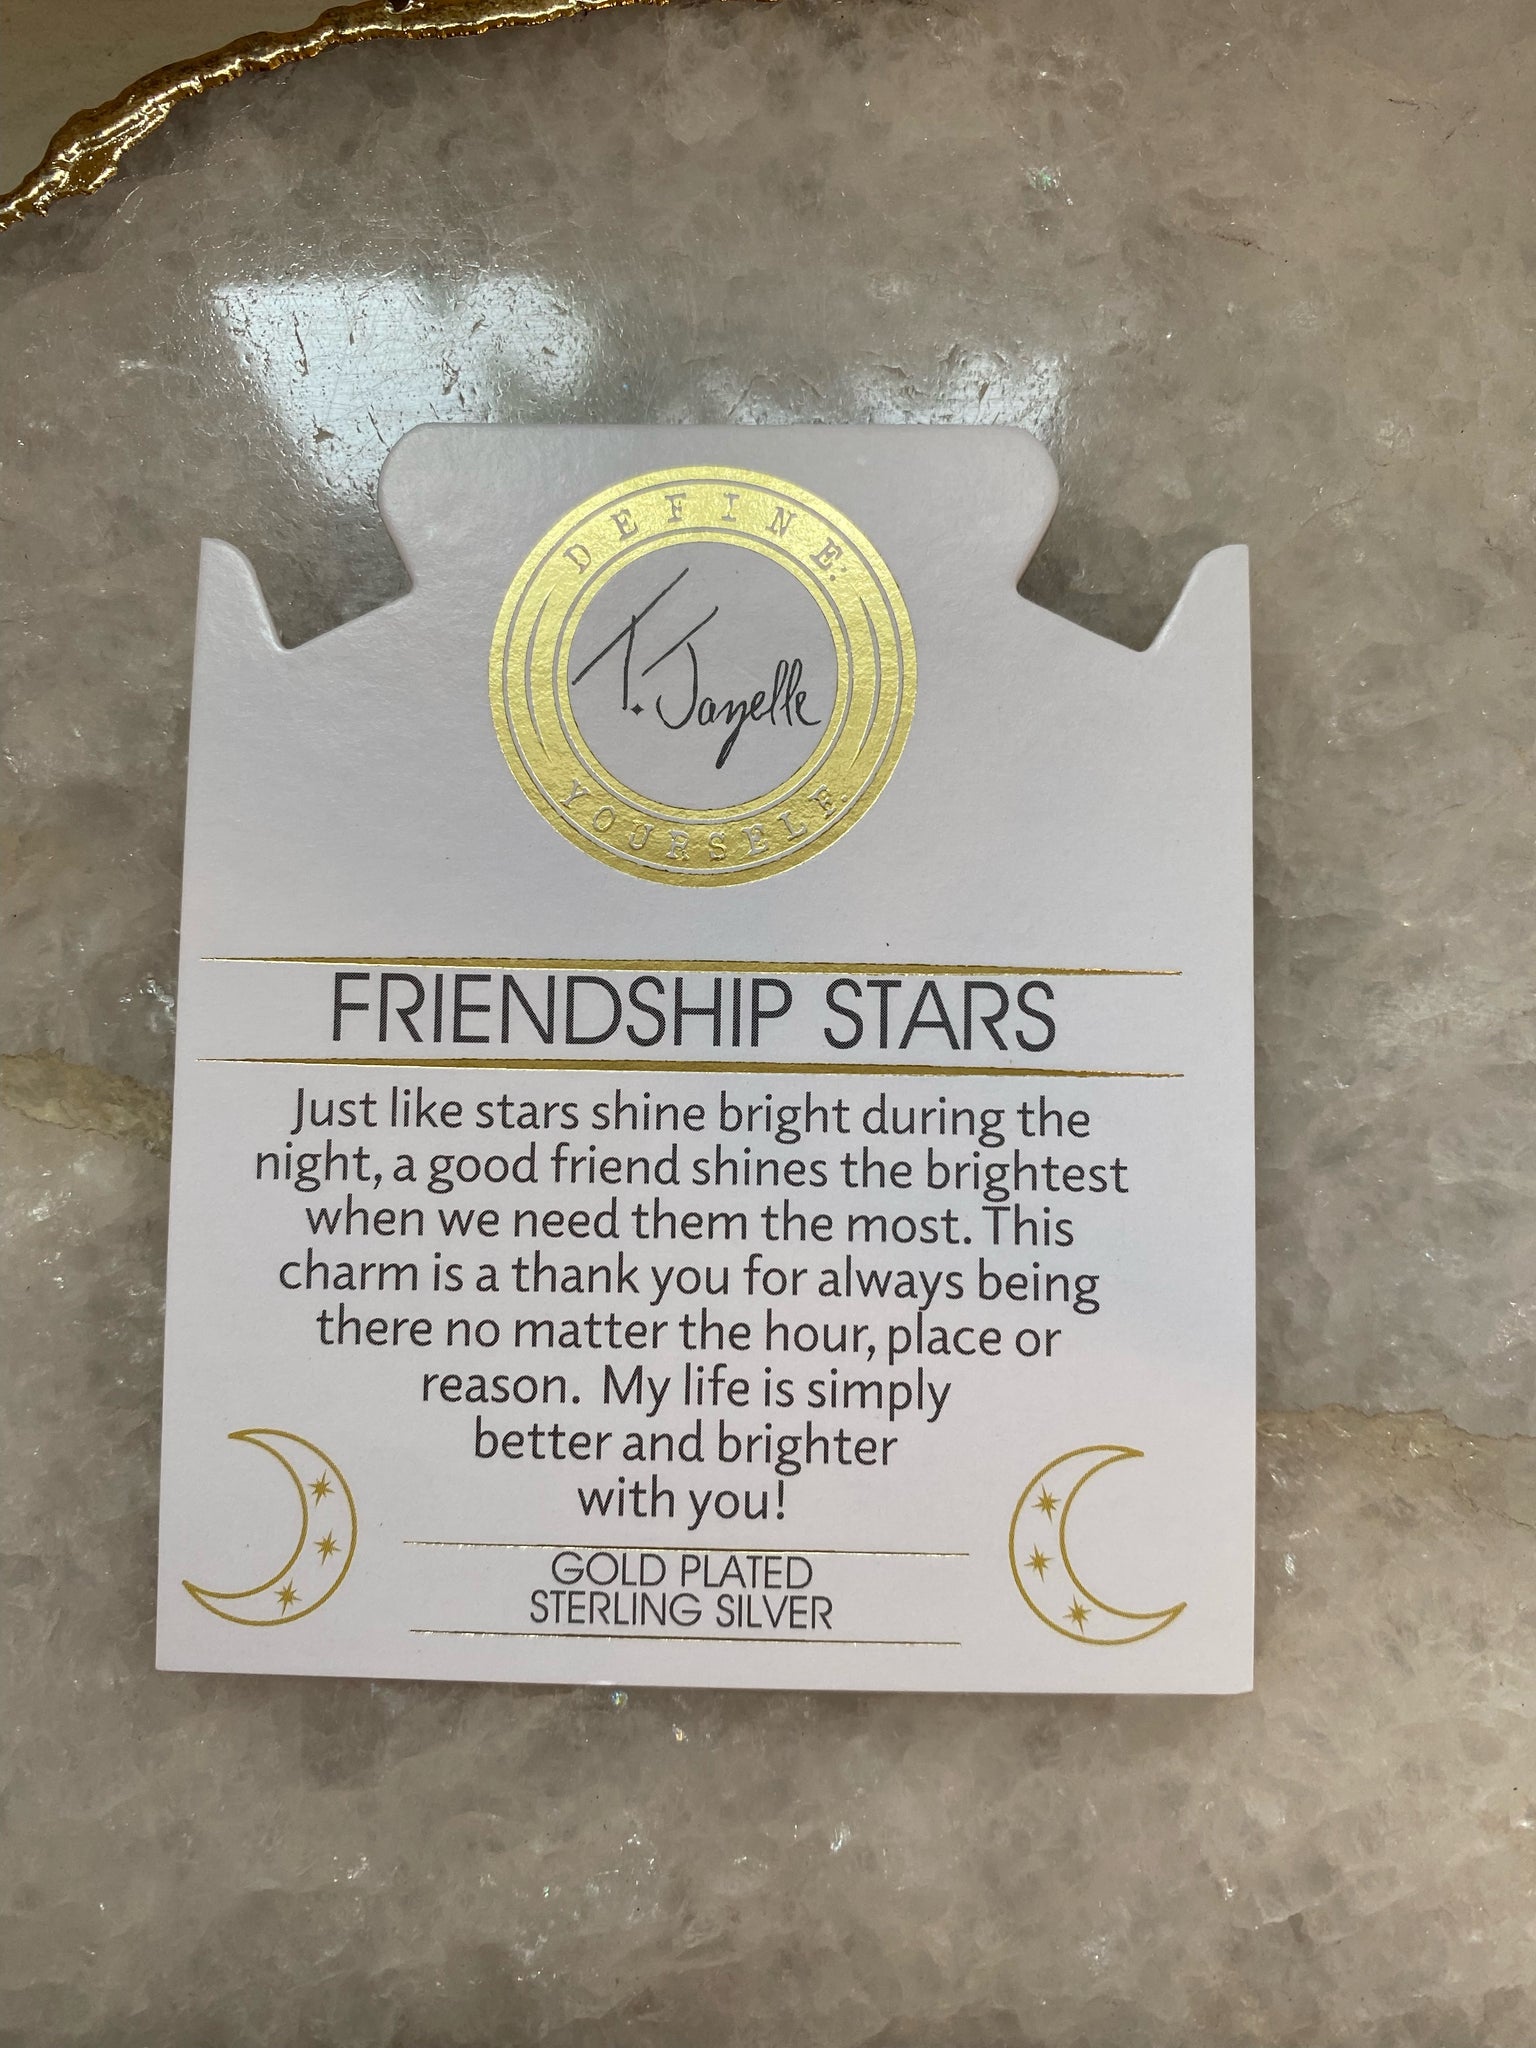 DEFINE:
T. Jayelle
YOURSELF.
FRIENDSHIP STARS
Just like stars shine bright during the
night, a good friend shines the brightest
when we need them the most. This
charm is a thank you for always being
there no matter the hour, place or
reason. My life is simply
better and brighter
with you!
GOLD PLATED
STERLING SILVER